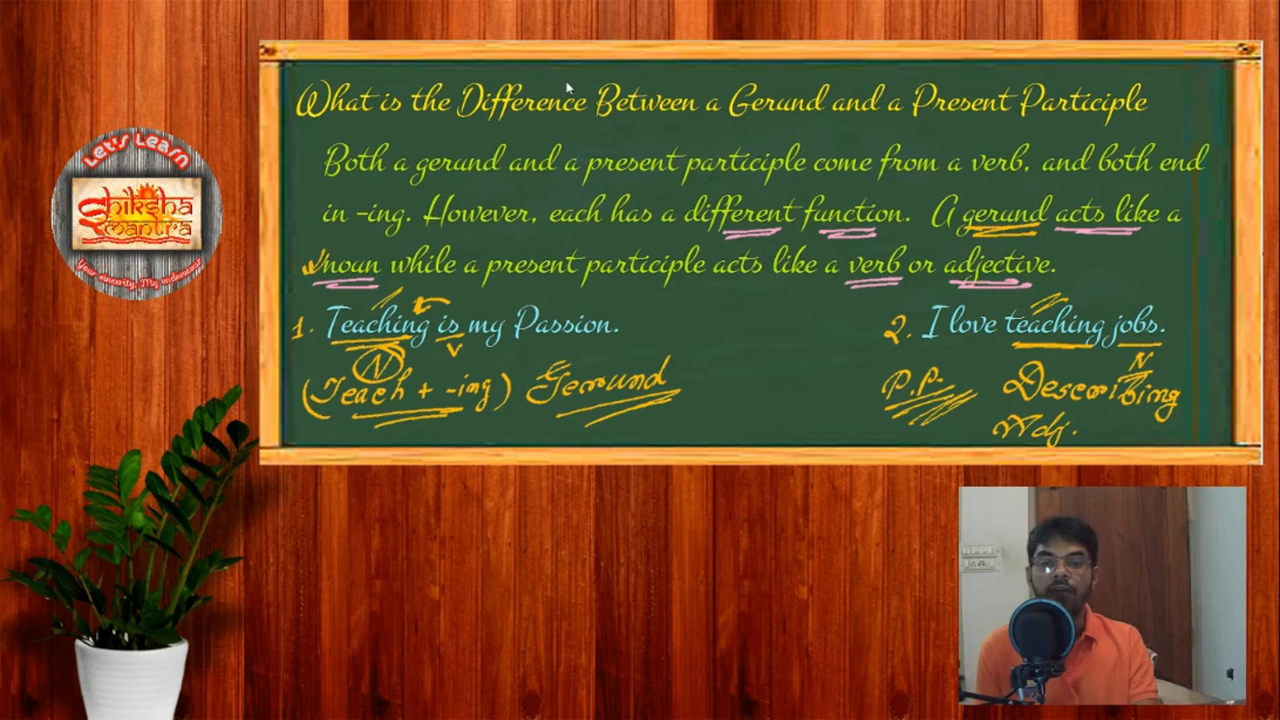 Let's Learn
Shiksha
mantra
What is the Difference Between a Gerund and a Present Participle
Both a gerund and a present participle come from a verb, and both end
in -ing. However, each has a different function. A gerund acts like a
noun while a present participle acts like a verb or adjective.
1. Teaching is my Passion.
N
V
(Teach + -ing) Gerund
2. I love teaching jobs.
N
P.P. Describing
Adj.